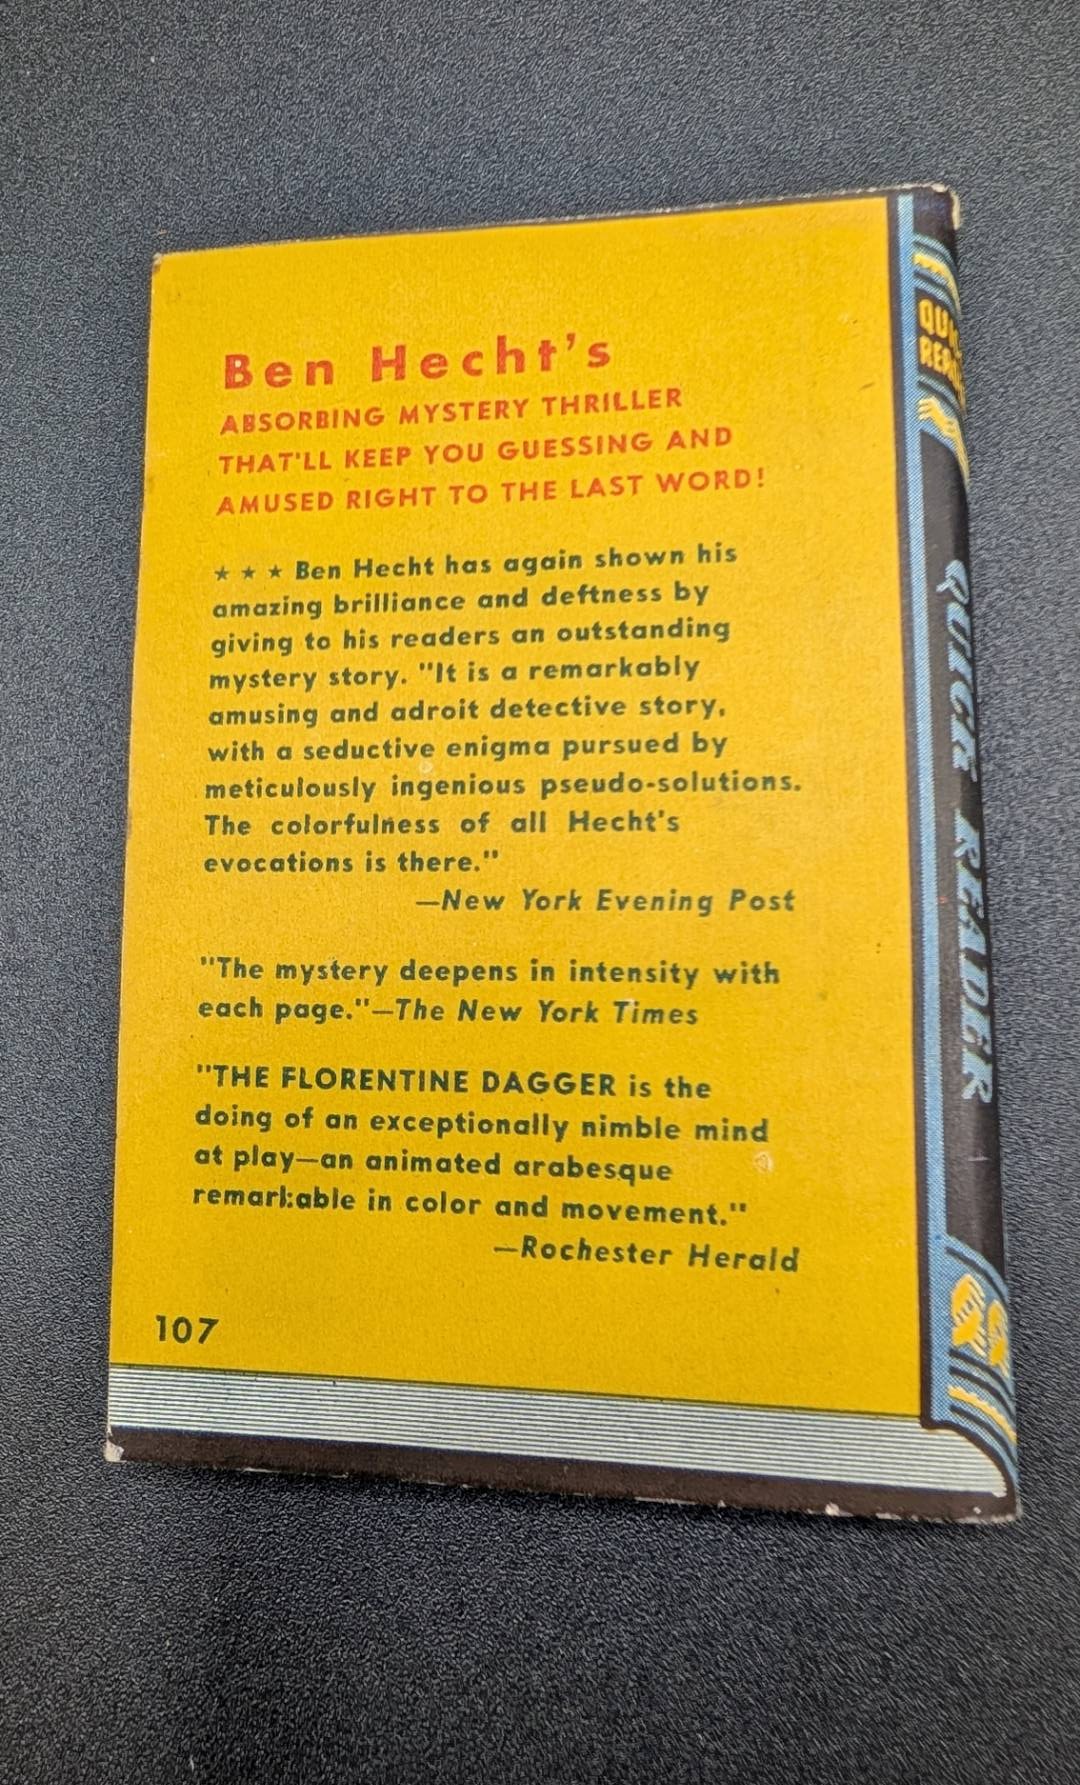 Ben Hecht's
ABSORBING MYSTERY THRILLER
THAT'LL KEEP YOU GUESSING AND
AMUSED RIGHT TO THE LAST WORD!
★ ★ ★ Ben Hecht has again shown his
amazing brilliance and deftness by
giving to his readers an outstanding
mystery story. "It is a remarkably
amusing and adroit detective story,
with a seductive enigma pursued by
meticulously ingenious pseudo-solutions.
The colorfulness of all Hecht's
evocations is there."
—New York Evening Post
"The mystery deepens in intensity with
each page."—The New York Times
"THE FLORENTINE DAGGER is the
doing of an exceptionally nimble mind
at play—an animated arabesque
remarkable in color and movement."
—Rochester Herald
107
QUICK READER